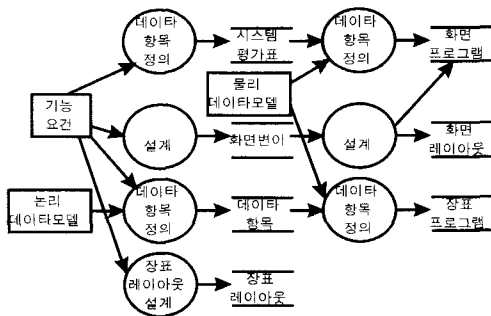 데이타
항목
정의
시스템
평가표
데이타
항목
정의
화면
프로그램
기능
요건
물리
데이타모델
설계
화면변이
설계
화면
레이아웃
논리
데이타모델
데이타
항목
정의
데이타
항목
데이타
항목
정의
장표
프로그램
장표
레이아웃
설계
장표
레이아웃